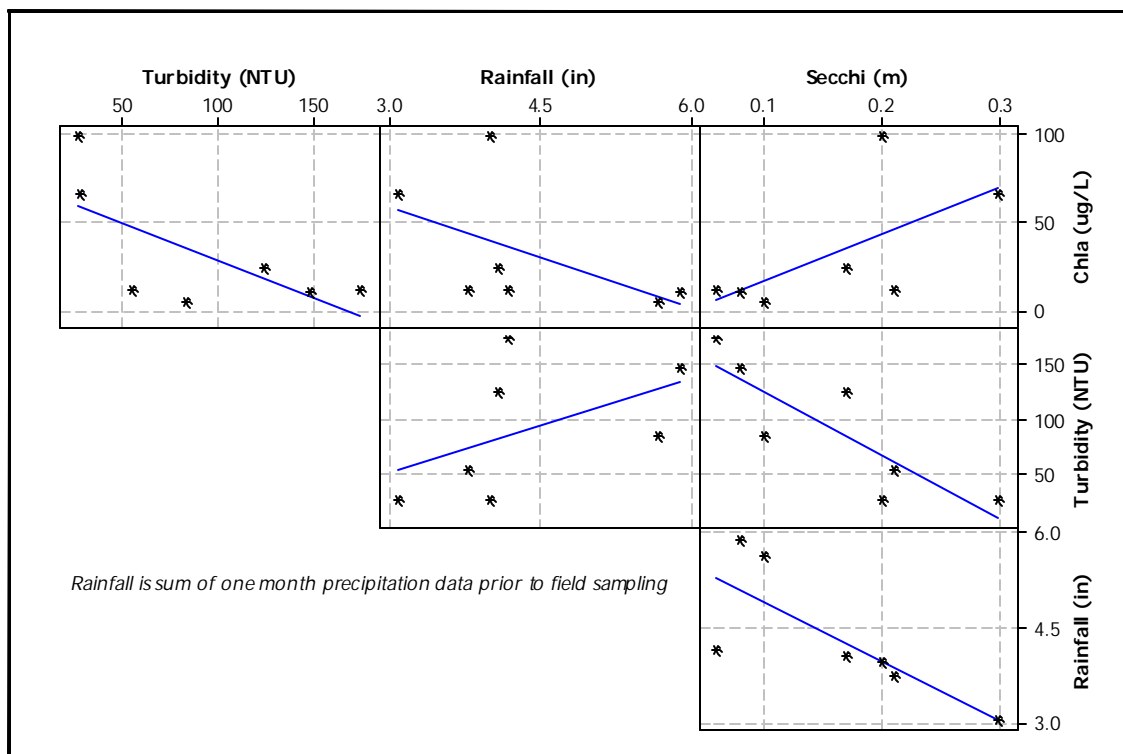 Turbidity (NTU) Rainfall (in) Secchi (m)
50 100 150 3.0 4.5 6.0 0.1 0.2 0.3
100
50
0
Chla (ug/L)
150
100
50
Turbidity (NTU)
6.0
4.5
3.0
Rainfall (in)
Rainfall is sum of one month precipitation data prior to field sampling